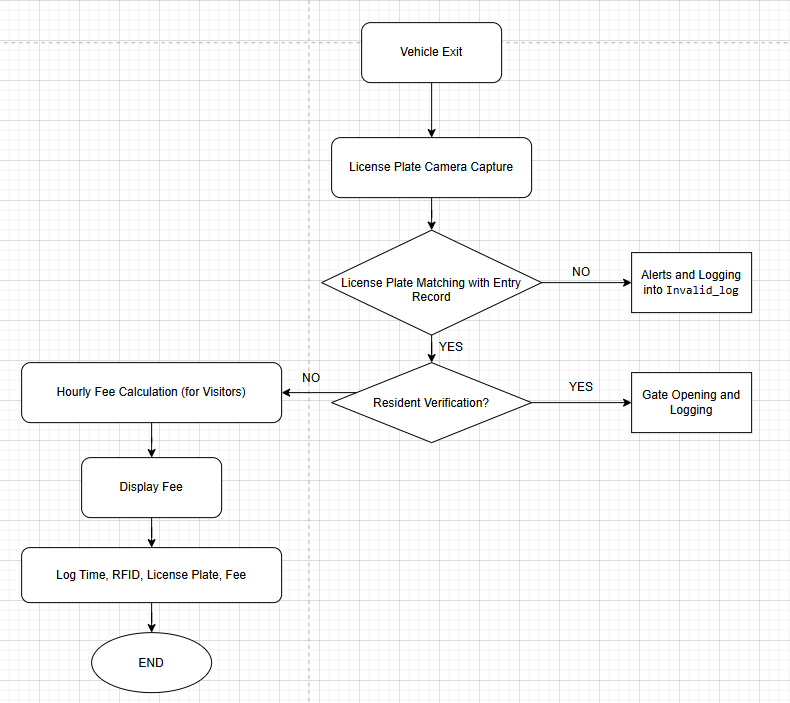 Vehicle Exit
License Plate Camera Capture
License Plate Matching with Entry
Record
NO
Alerts and Logging
into Invalid_log
YES
Resident Verification?
NO
Hourly Fee Calculation (for Visitors)
YES
Gate Opening and
Logging
Display Fee
Log Time, RFID, License Plate, Fee
END